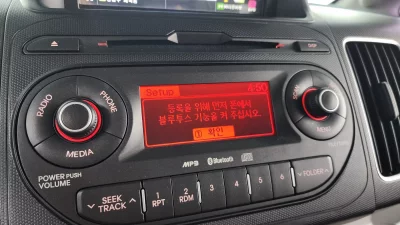 Setup 4:50
등록을 위해 먼저 폰에서
블루투스 기능을 켜 주십시오.
① 확인
RADIO
PHONE
MEDIA
MENU
MP3 Bluetooth
POWER PUSH
VOLUME
SEEK
TRACK
1
RPT
2
RDM
3
4
5
6
FOLDER